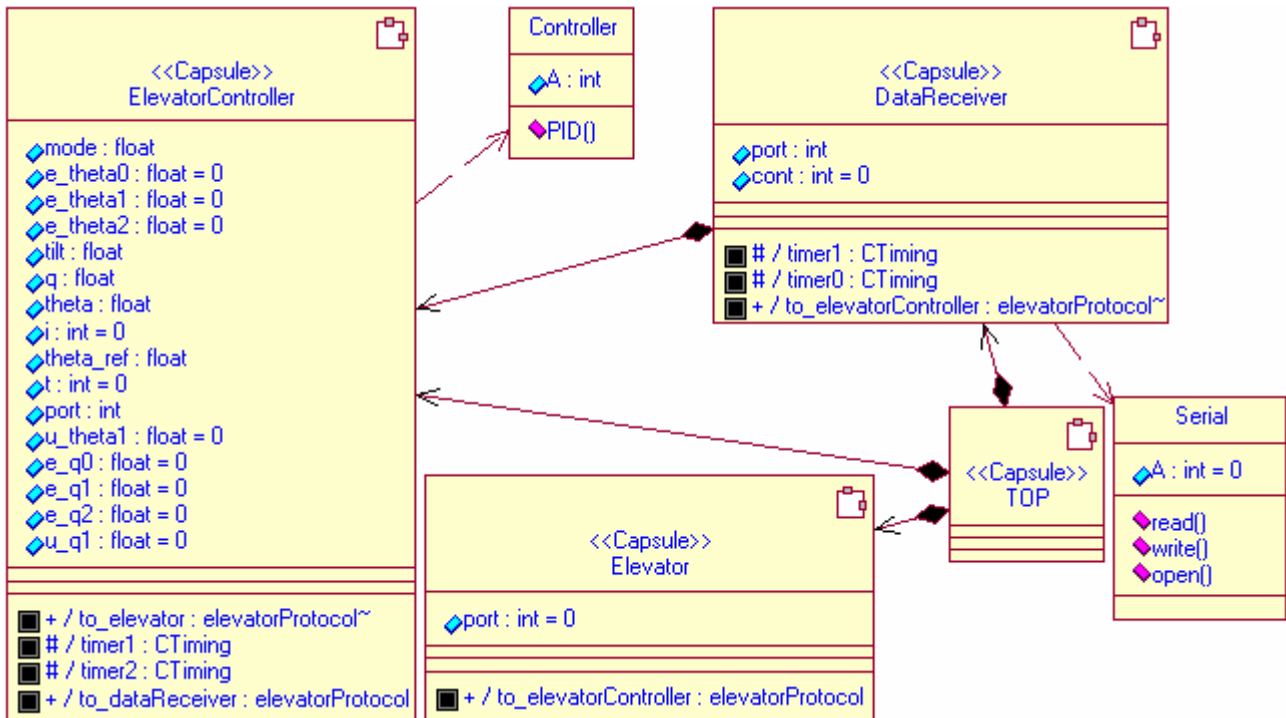 <<Capsule>>
ElevatorController
mode : float
e_theta0 : float = 0
e_theta1 : float = 0
e_theta2 : float = 0
tilt : float
q : float
theta : float
i : int = 0
theta_ref : float
t : int = 0
port : int
u_theta1 : float = 0
e_q0 : float = 0
e_q1 : float = 0
e_q2 : float = 0
u_q1 : float = 0
+ / to_elevator : elevatorProtocol~
# / timer1 : CTiming
# / timer2 : CTiming
+ / to_dataReceiver : elevatorProtocol
Controller
A : int
PID()
<<Capsule>>
DataReceiver
port : int
cont : int = 0
# / timer1 : CTiming
# / timer0 : CTiming
+ / to_elevatorController : elevatorProtocol~
<<Capsule>>
Elevator
port : int = 0
+ / to_elevatorController : elevatorProtocol
<<Capsule>>
TOP
Serial
A : int = 0
read()
write()
open()